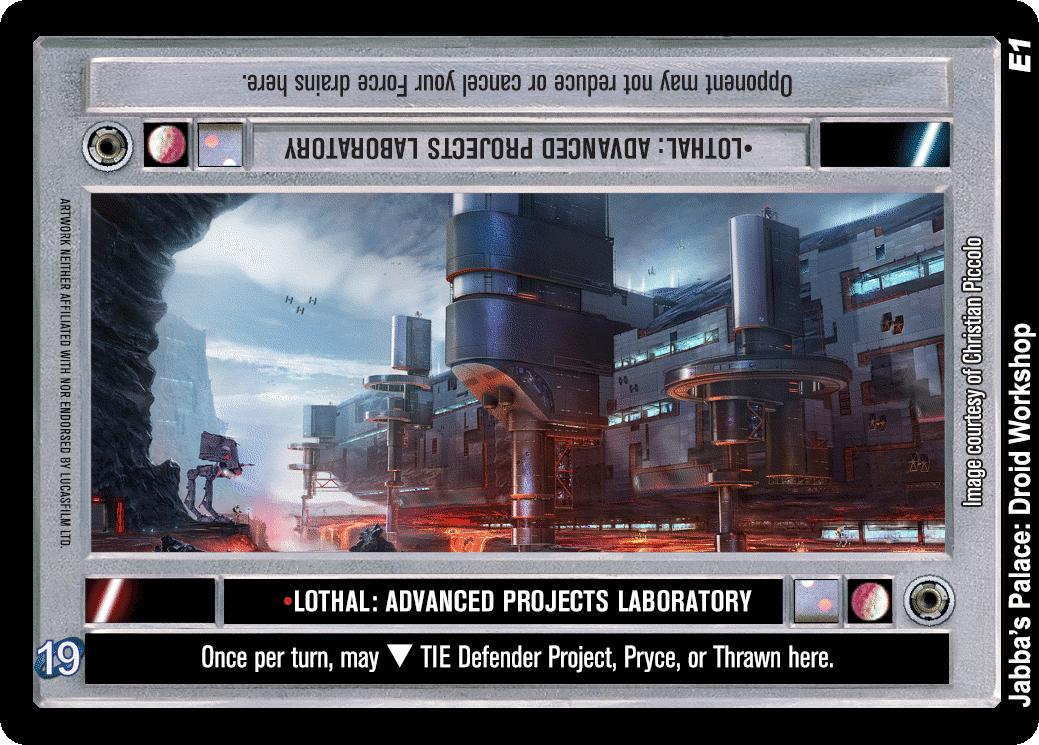 Opponent may not reduce or cancel your Force drains here.
•LOTHAL: ADVANCED PROJECTS LABORATORY
ARTWORK NEITHER AFFILIATED WITH NOR ENDORSED BY LUCASFILM LTD.
Image courtesy of Christian Piccolo
•LOTHAL: ADVANCED PROJECTS LABORATORY
19
Once per turn, may ▼ TIE Defender Project, Pryce, or Thrawn here.
Jabba's Palace: Droid Workshop
E1